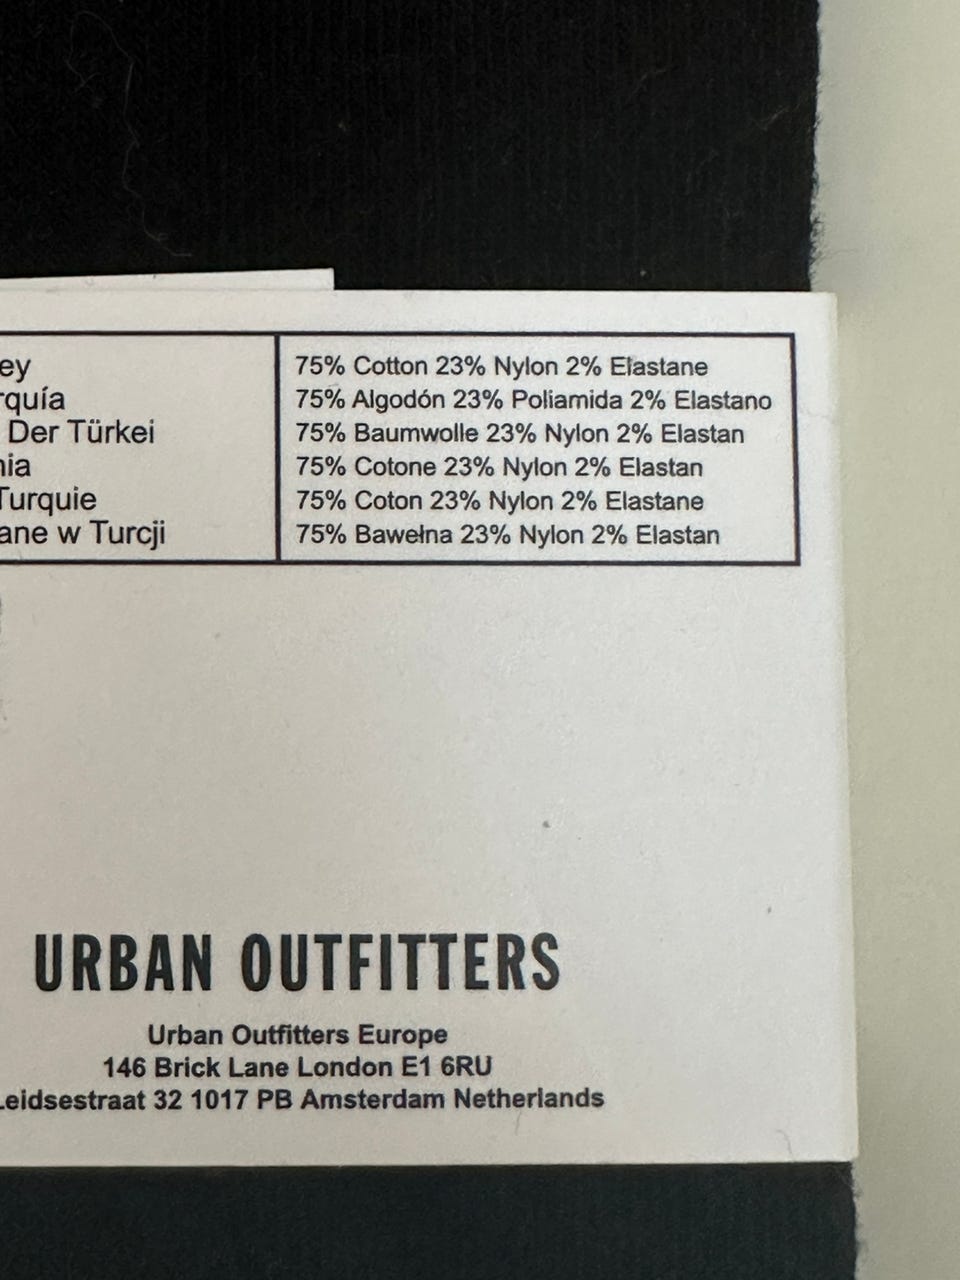 ey 75% Cotton 23% Nylon 2% Elastane
rquía 75% Algodón 23% Poliamida 2% Elastano
Der Türkei 75% Baumwolle 23% Nylon 2% Elastan
nia 75% Cotone 23% Nylon 2% Elastan
Turquie 75% Coton 23% Nylon 2% Elastane
ane w Turcji 75% Bawełna 23% Nylon 2% Elastan
URBAN OUTFITTERS
Urban Outfitters Europe
146 Brick Lane London E1 6RU
Leidsestraat 32 1017 PB Amsterdam Netherlands